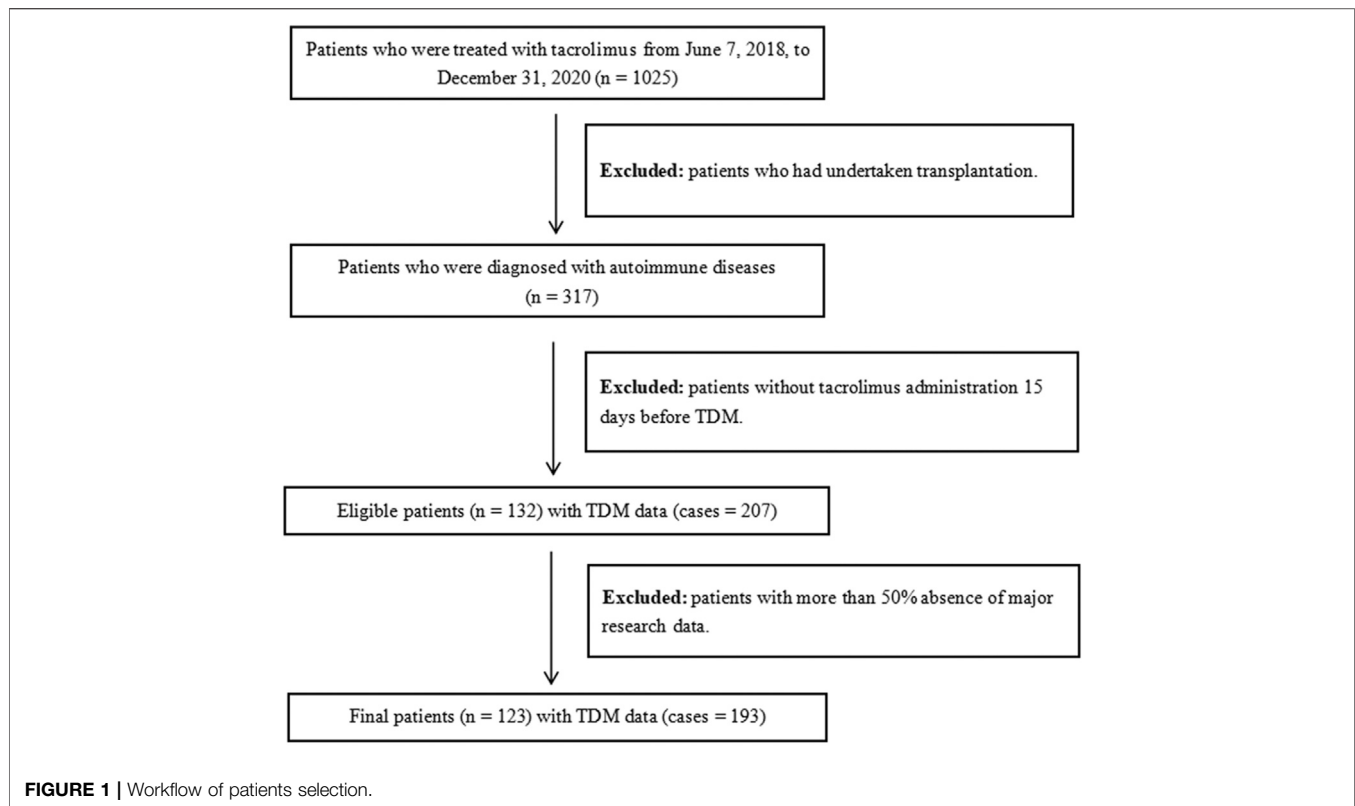 Patients who were treated with tacrolimus from June 7, 2018, to
December 31, 2020 (n = 1025)
Excluded: patients who had undertaken transplantation.
Patients who were diagnosed with autoimmune diseases
(n = 317)
Excluded: patients without tacrolimus administration 15
days before TDM.
Eligible patients (n = 132) with TDM data (cases = 207)
Excluded: patients with more than 50% absence of major
research data.
Final patients (n = 123) with TDM data (cases = 193)
FIGURE 1 | Workflow of patients selection.